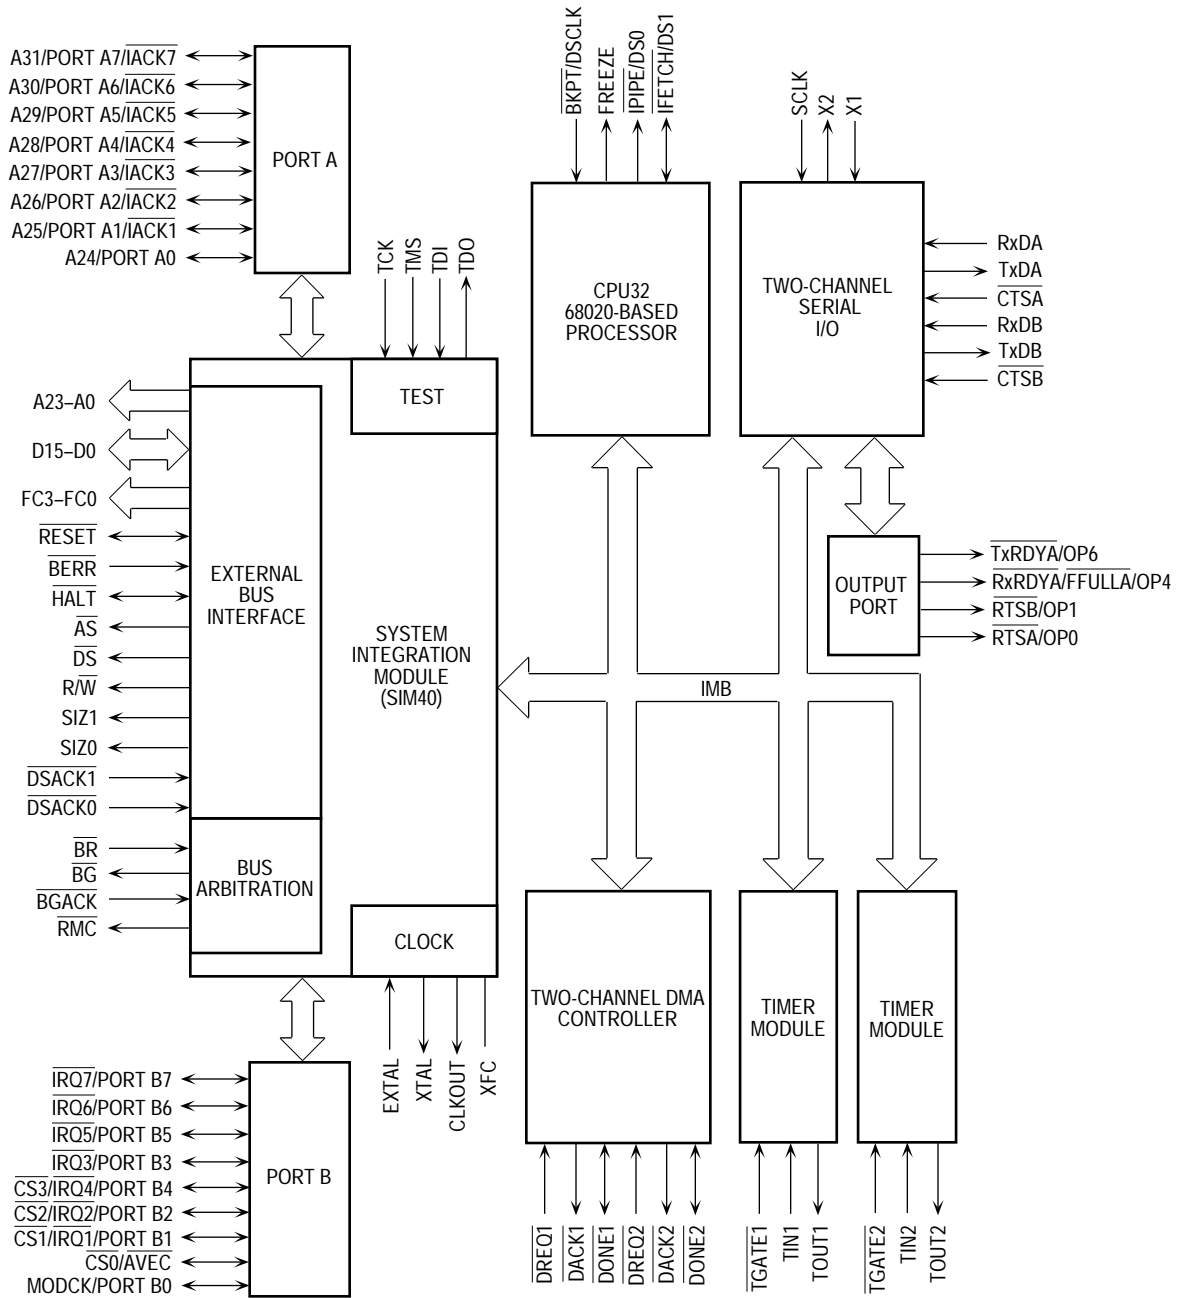 A31/PORT A7/IACK7
A30/PORT A6/IACK6
A29/PORT A5/IACK5
A28/PORT A4/IACK4
A27/PORT A3/IACK3
A26/PORT A2/IACK2
A25/PORT A1/IACK1
A24/PORT A0
PORT A
TCK
TMS
TDI
TDO
BKPT/DSCLK
FREEZE
IPIPE/DS0
IFETCH/DS1
SCLK
X2
X1
CPU32
68020-BASED
PROCESSOR
TWO-CHANNEL
SERIAL
I/O
RxDA
TxDA
CTSA
RxDB
TxDB
CTSB
TEST
A23–A0
D15–D0
FC3–FC0
RESET
BERR
HALT
AS
DS
R/W
SIZ1
SIZ0
DSACK1
DSACK0
BR
BG
BGACK
RMC
EXTERNAL
BUS
INTERFACE
BUS
ARBITRATION
SYSTEM
INTEGRATION
MODULE
(SIM40)
CLOCK
IMB
OUTPUT
PORT
TxRDYA/OP6
RxRDYA/FFULLA/OP4
RTSB/OP1
RTSA/OP0
TWO-CHANNEL DMA
CONTROLLER
TIMER
MODULE
TIMER
MODULE
EXTAL
XTAL
CLKOUT
XFC
IRQ7/PORT B7
IRQ6/PORT B6
IRQ5/PORT B5
IRQ3/PORT B3
CS3/IRQ4/PORT B4
CS2/IRQ2/PORT B2
CS1/IRQ1/PORT B1
CS0/AVEC
MODCK/PORT B0
PORT B
DREQ1
DACK1
DONE1
DREQ2
DACK2
DONE2
TGATE1
TIN1
TOUT1
TGATE2
TIN2
TOUT2